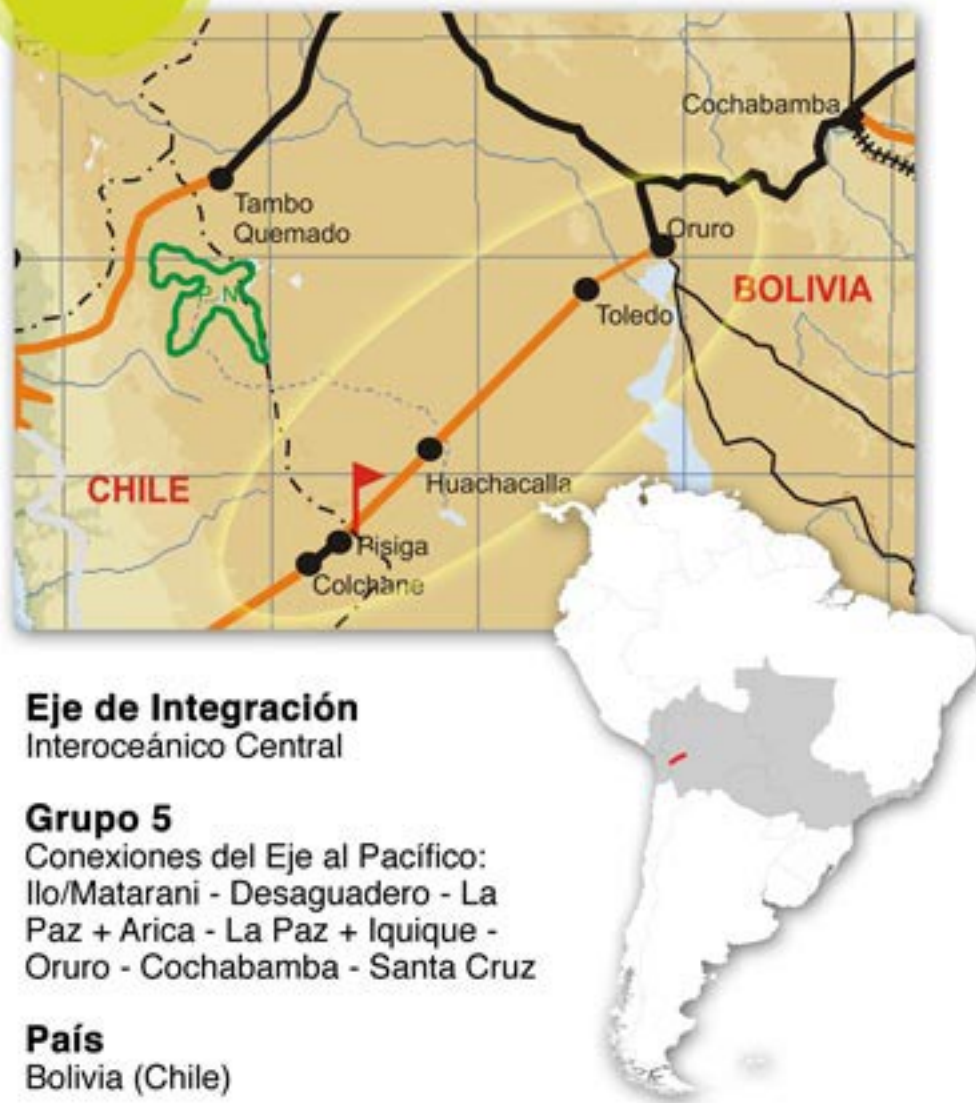 Cochabamba
Tambo
Quemado
Oruro
P. N.
BOLIVIA
Toledo
CHILE
Huachacalla
Pisiga
Colchane
Eje de Integración
Interoceánico Central
Grupo 5
Conexiones del Eje al Pacífico:
Ilo/Matarani - Desaguadero - La
Paz + Arica - La Paz + Iquique -
Oruro - Cochabamba - Santa Cruz
País
Bolivia (Chile)